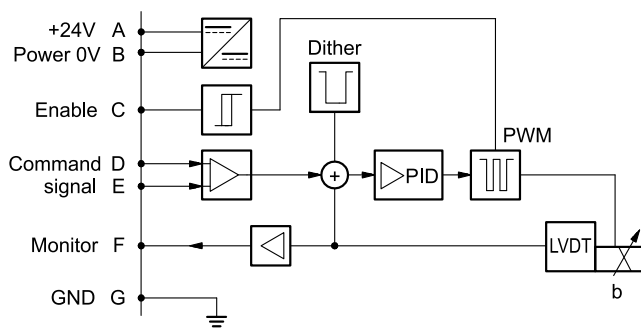 +24V A
Power 0V B
Dither
Enable C
PWM
Command D
signal E
+
PID
Monitor F
LVDT
b
GND G